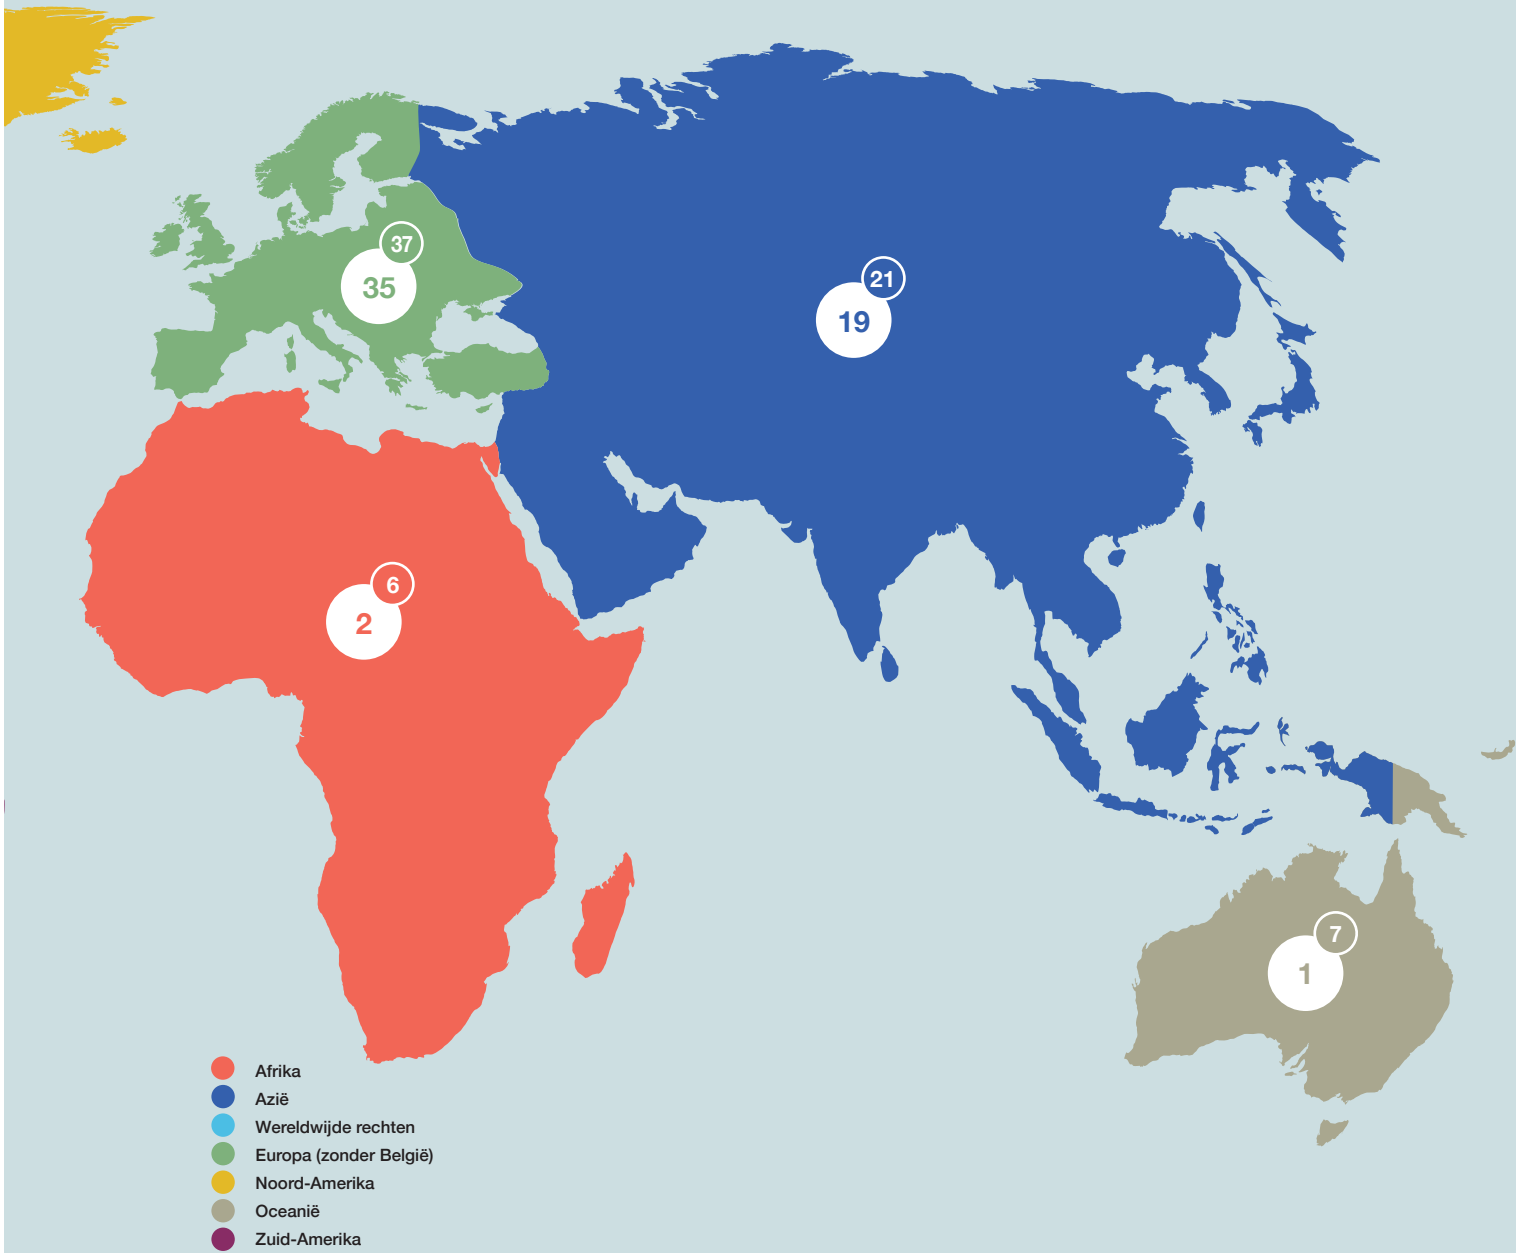 37
35
21
19
6
2
7
1
Afrika
Azië
Wereldwijde rechten
Europa (zonder België)
Noord-Amerika
Oceanië
Zuid-Amerika